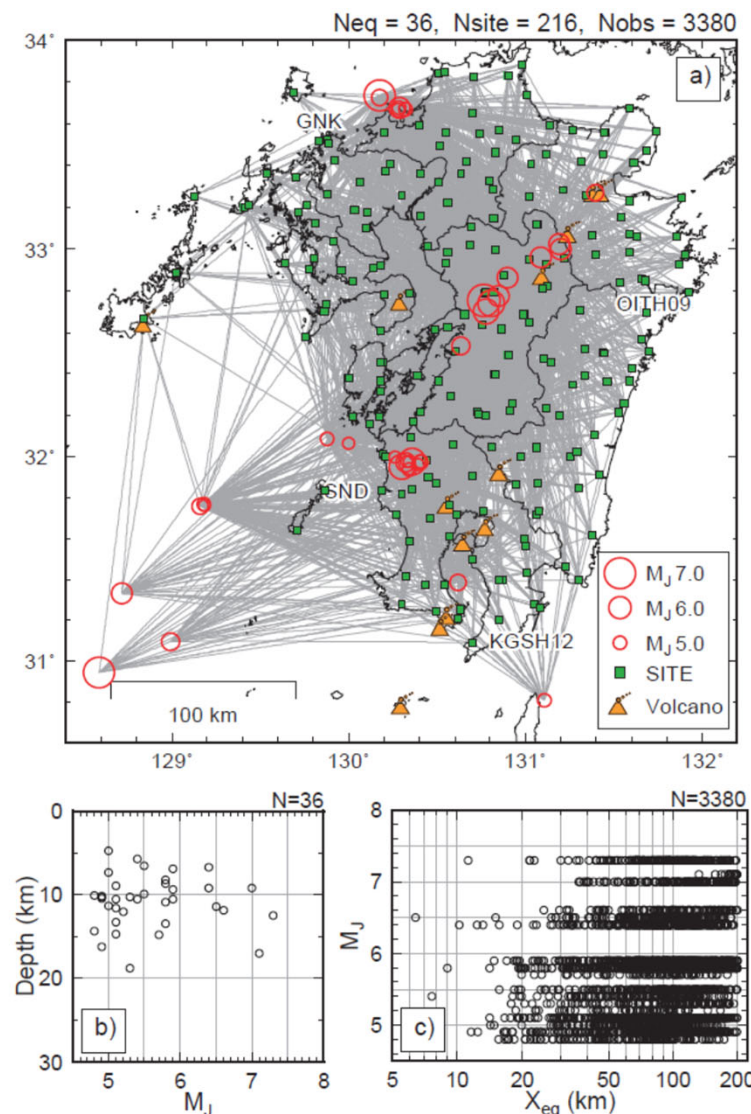 Neq = 36, Nsite = 216, Nobs = 3380
34˚
a)
GNK
33˚
OITH09
32˚
SND
MJ 7.0
MJ 6.0
MJ 5.0
SITE
Volcano
KGSH12
31˚
100 km
129˚ 130˚ 131˚ 132˚
N=36
0
10
20
30
Depth (km)
b)
5 6 7 8
MJ
N=3380
8
7
6
5
MJ
c)
5 10 20 50 100 200
Xeq (km)